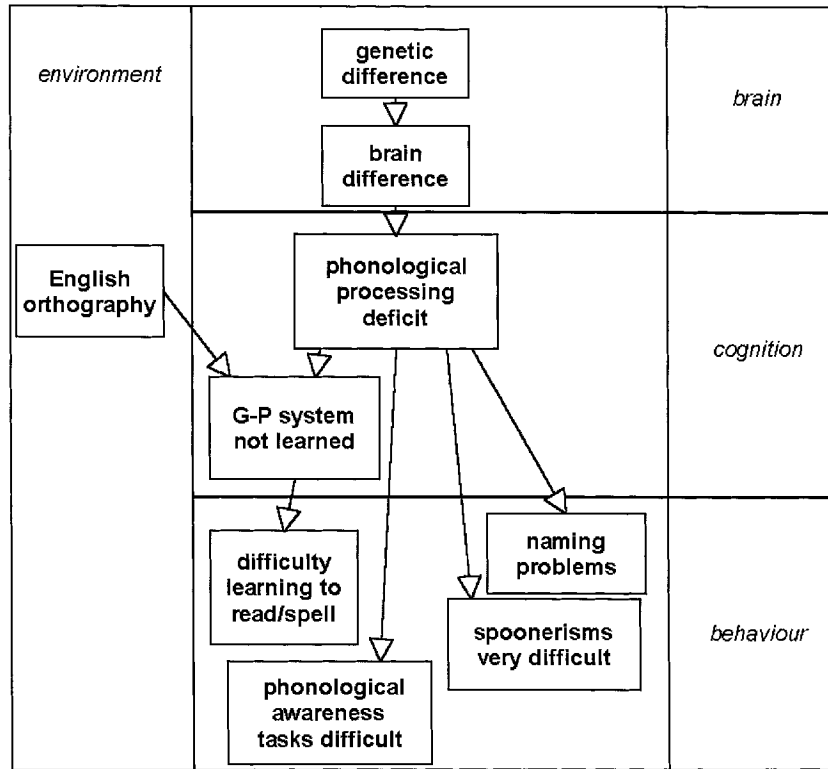 environment
genetic
difference
brain
brain
difference
English
orthography
phonological
processing
deficit
cognition
G-P system
not learned
difficulty
learning to
read/spell
naming
problems
spoonerisms
very difficult
behaviour
phonological
awareness
tasks difficult